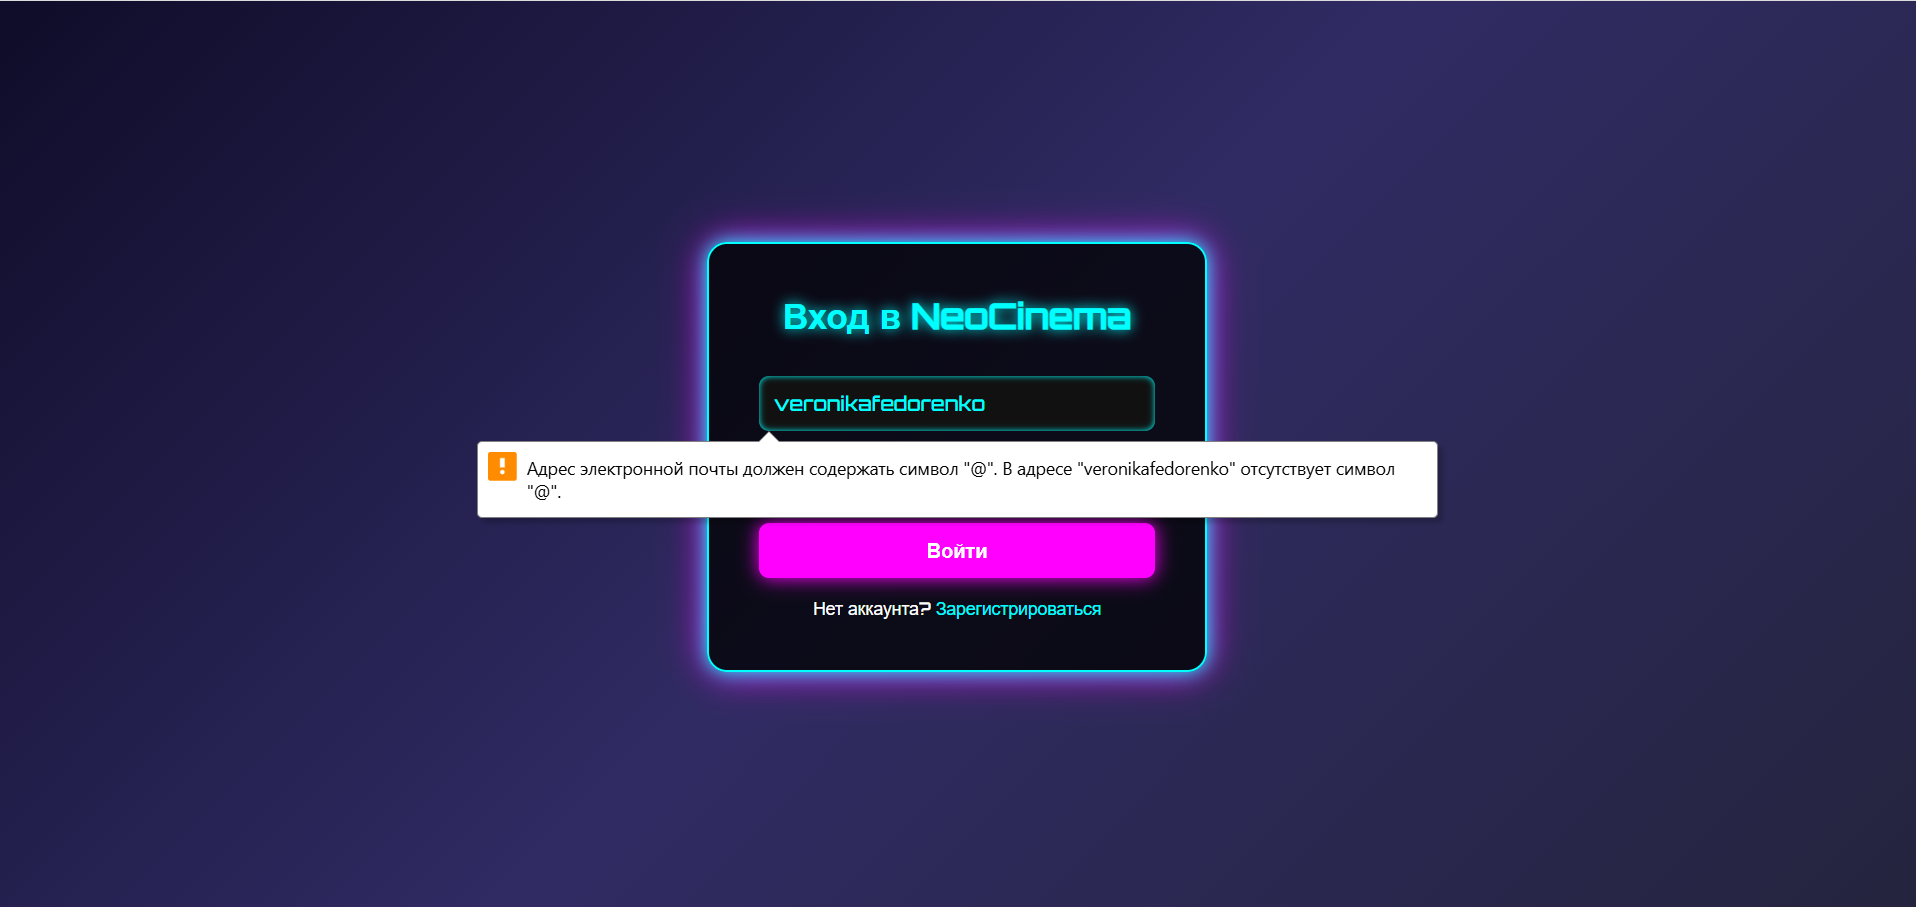 Вход в NeoCinema
veronikafedorenko
Адрес электронной почты должен содержать символ "@". В адресе "veronikafedorenko" отсутствует символ
"@".
Войти
Нет аккаунта? Зарегистрироваться